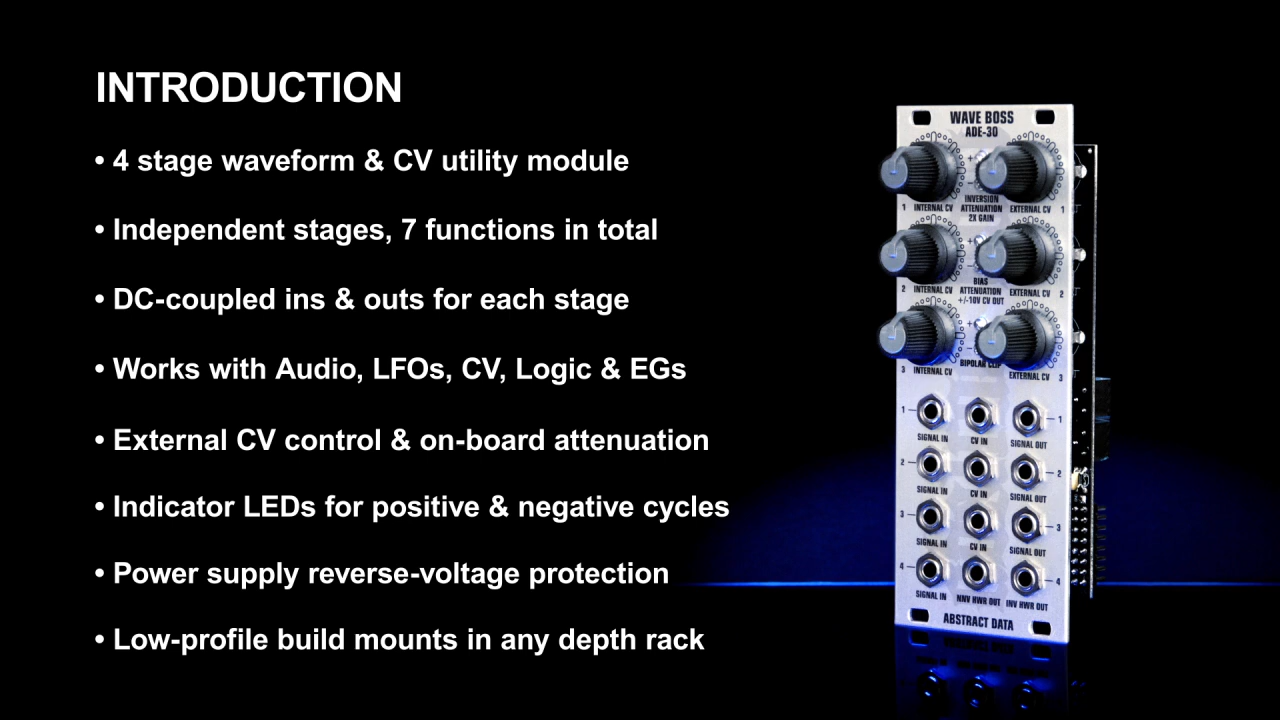 INTRODUCTION
• 4 stage waveform & CV utility module
• Independent stages, 7 functions in total
• DC-coupled ins & outs for each stage
• Works with Audio, LFOs, CV, Logic & EGs
• External CV control & on-board attenuation
• Indicator LEDs for positive & negative cycles
• Power supply reverse-voltage protection
• Low-profile build mounts in any depth rack
WAVE BOSS
ADE-30
+
–
1 INTERNAL CV
INVERSION
ATTENUATION
2X GAIN
EXTERNAL CV 1
+
–
2 INTERNAL CV
BIAS
ATTENUATION
+/-10V CV OUT
EXTERNAL CV 2
+
–
3 INTERNAL CV
BIPOLAR CLIP
EXTERNAL CV 3
1 1
SIGNAL IN CV IN SIGNAL OUT
2 2
SIGNAL IN CV IN SIGNAL OUT
3 3
SIGNAL IN CV IN SIGNAL OUT
4 4
SIGNAL IN NNV HWR OUT INV HWR OUT
ABSTRACT DATA